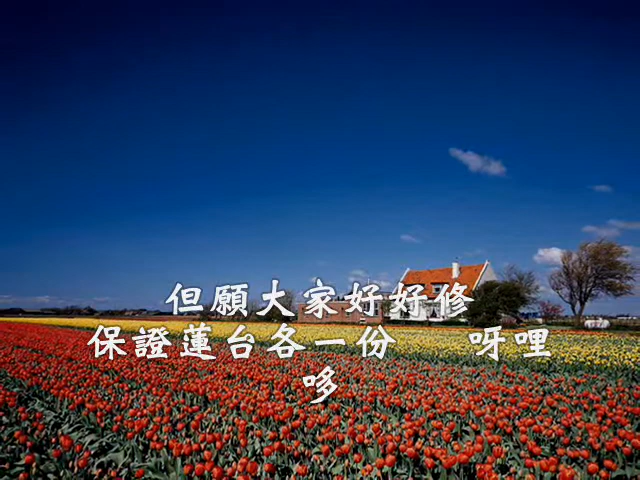 但願大家好好修
保證蓮台各一份　　呀哩
哆